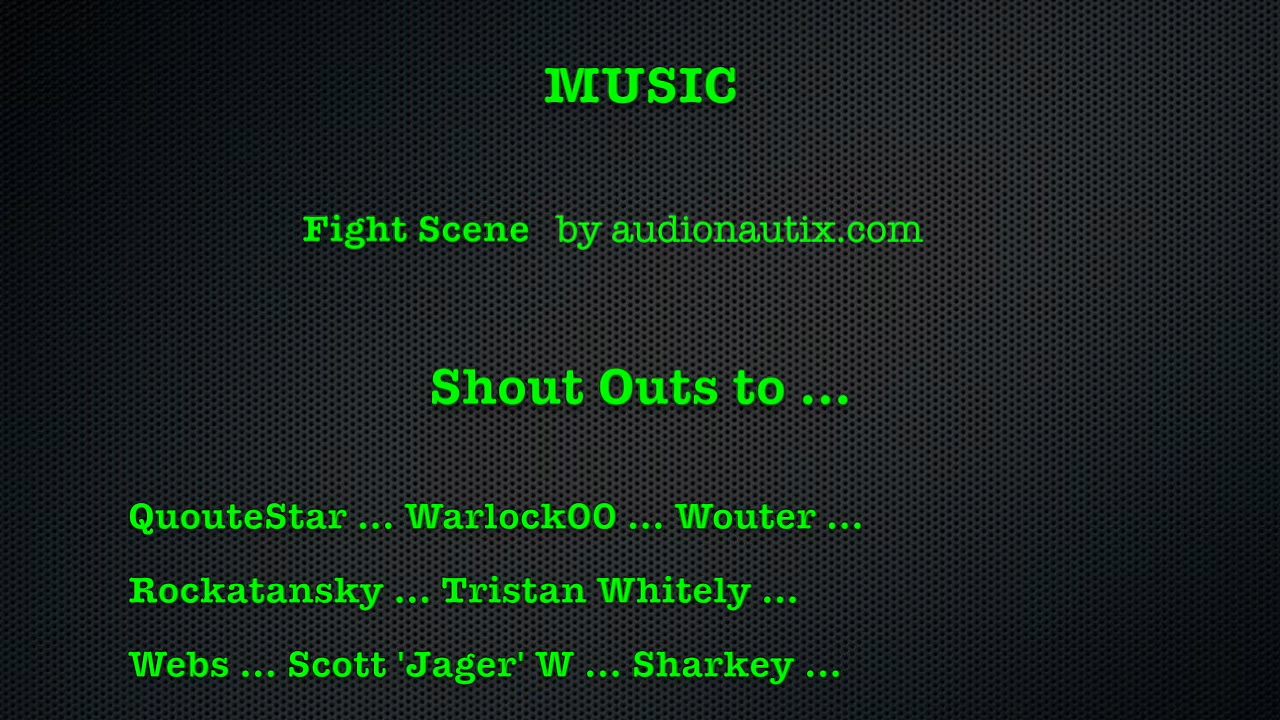 MUSIC
Fight Scene by audionautix.com
Shout Outs to ...
QuouteStar ... Warlock00 ... Wouter ...
Rockatansky ... Tristan Whitely ...
Webs ... Scott 'Jager' W ... Sharkey ...